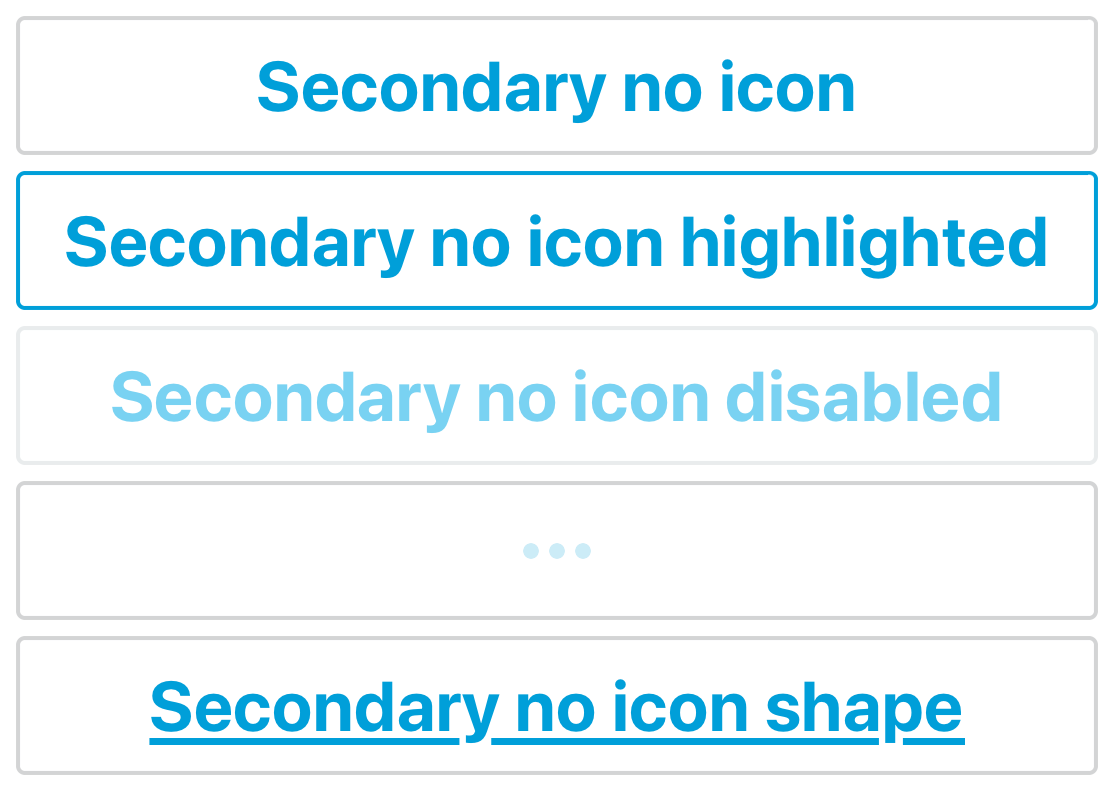 Secondary no icon
Secondary no icon highlighted
Secondary no icon disabled
Secondary no icon shape